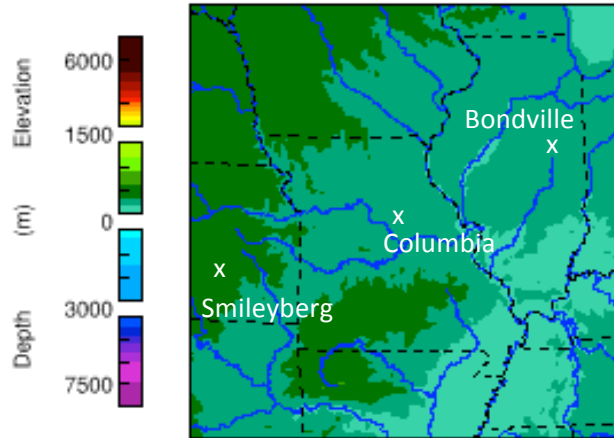 Elevation
(m)
Depth
6000
1500
0
3000
7500
Bondville
x
x
Columbia
x
Smileyberg